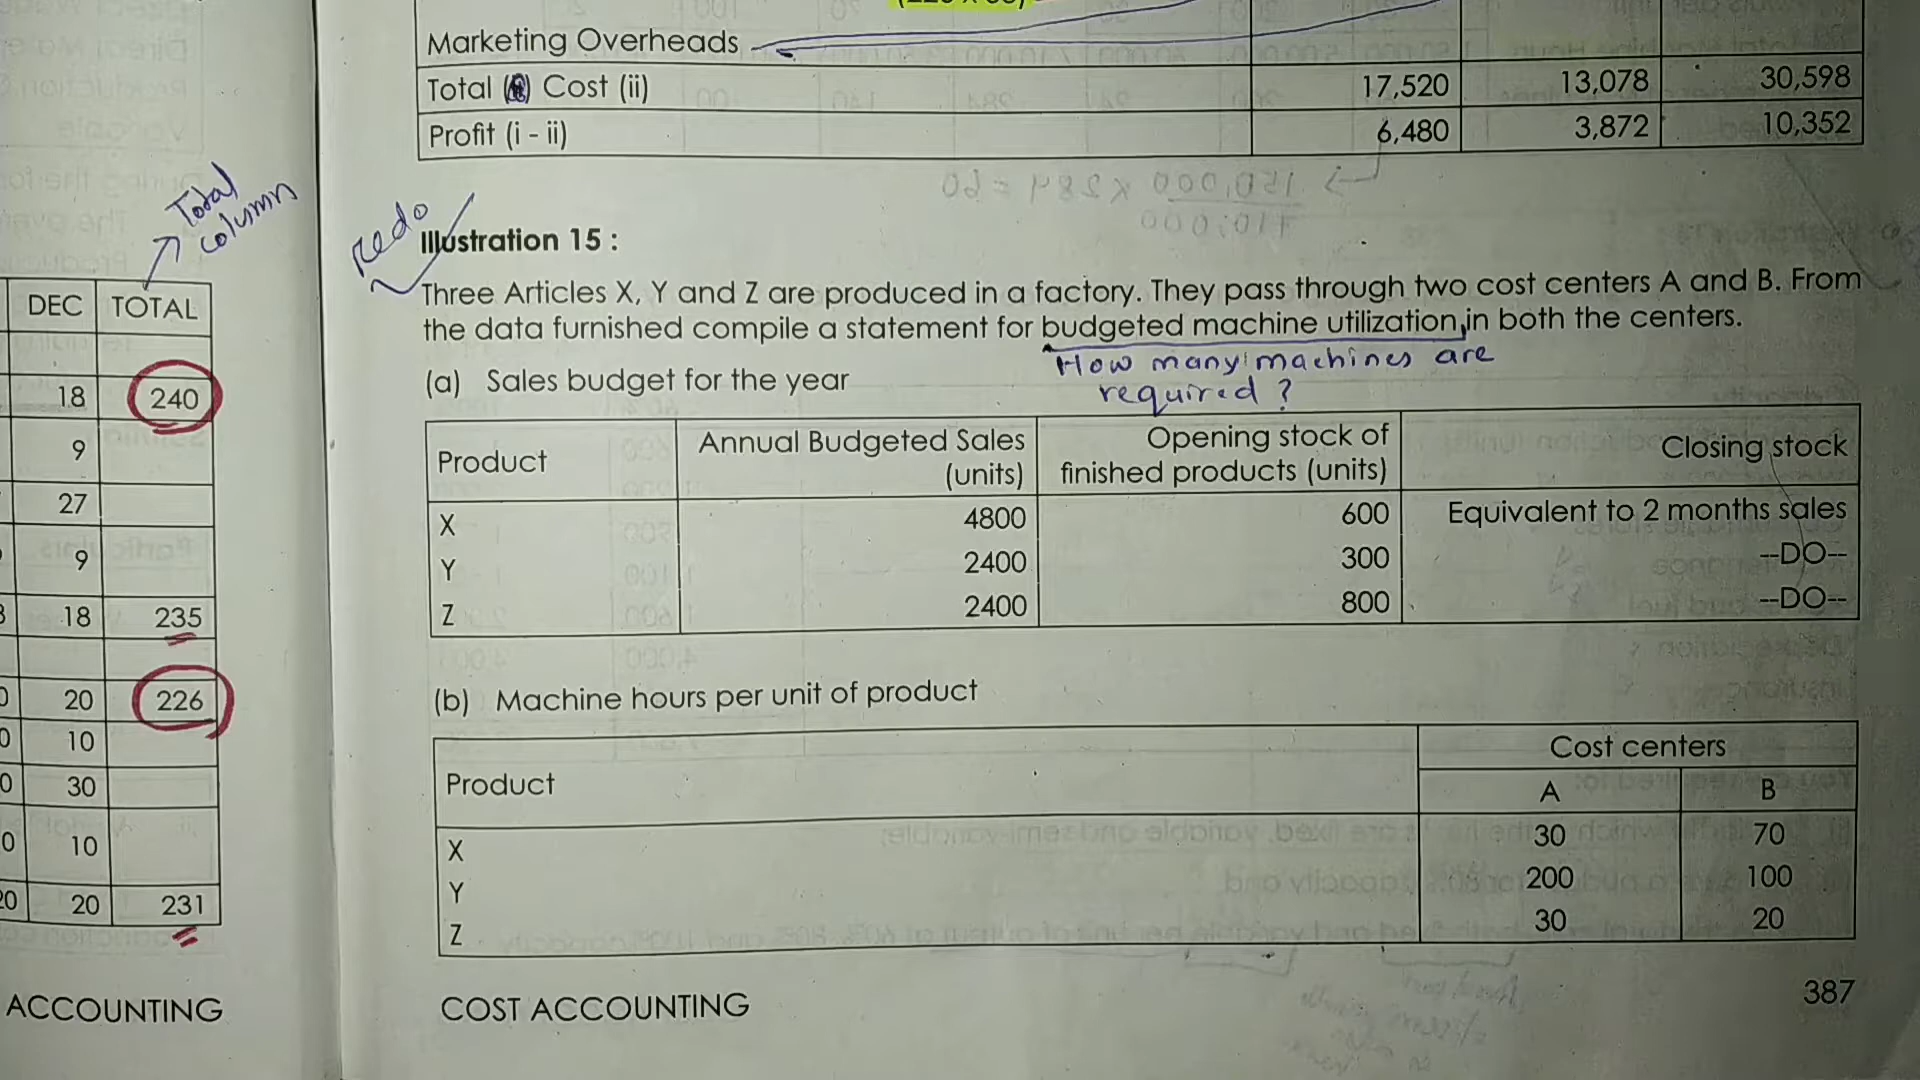 Marketing Overheads
Total Cost (ii) 17,520 13,078 30,598
Profit (i - ii) 6,480 3,872 10,352
Total
column
DEC TOTAL
18 240
9
27
9
18 235
20 226
10
30
10
20 20 231
ACCOUNTING
Redo
Illustration 15 :
Three Articles X, Y and Z are produced in a factory. They pass through two cost centers A and B. From
the data furnished compile a statement for budgeted machine utilization in both the centers.
How many machines are
required ?
(a) Sales budget for the year
Product Annual Budgeted Sales (units) Opening stock of finished products (units) Closing stock
X 4800 600 Equivalent to 2 months sales
Y 2400 300 --DO--
Z 2400 800 --DO--
(b) Machine hours per unit of product
Product Cost centers
A B
X 30 70
Y 200 100
Z 30 20
COST ACCOUNTING 387